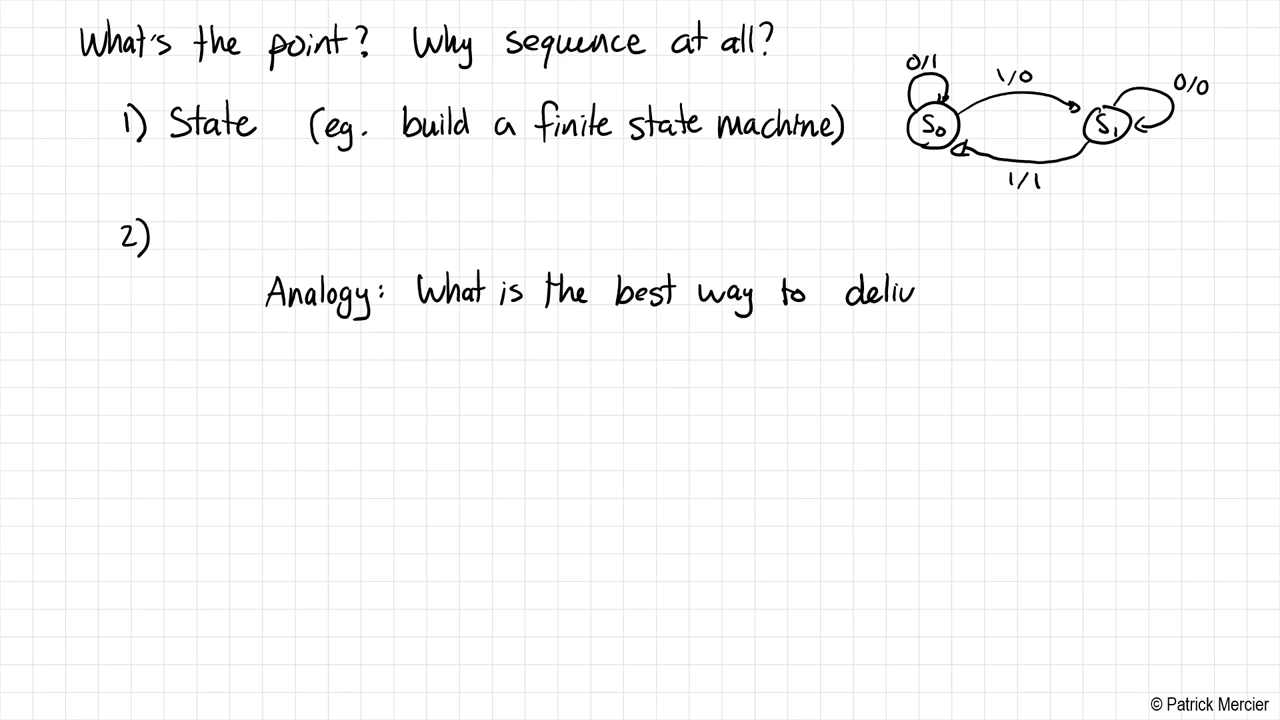 What's the point? Why sequence at all?
1) State (eg. build a finite state machine)
0/1
1/0
0/0
S0
S1
1/1
2)
Analogy: What is the best way to deliv
© Patrick Mercier